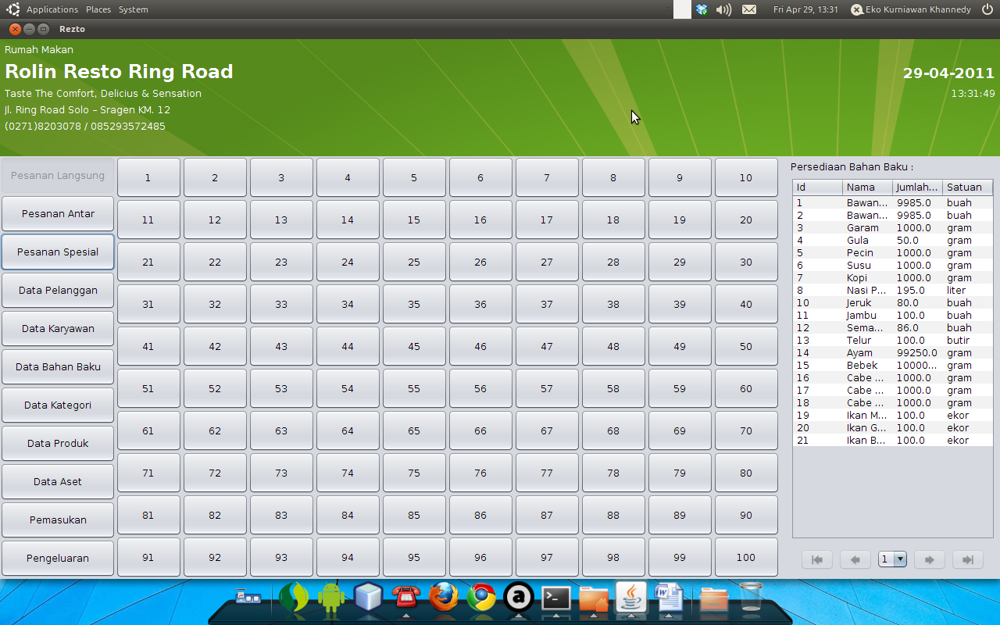 Applications Places System
Fri Apr 29, 13:31 Eko Kurniawan Khannedy
Rezto
Rumah Makan
Rolin Resto Ring Road
Taste The Comfort, Delicius & Sensation
Jl. Ring Road Solo – Sragen KM. 12
(0271)8203078 / 085293572485
29-04-2011
13:31:49
Pesanan Langsung
Pesanan Antar
Pesanan Spesial
Data Pelanggan
Data Karyawan
Data Bahan Baku
Data Kategori
Data Produk
Data Aset
Pemasukan
Pengeluaran
1 2 3 4 5 6 7 8 9 10
11 12 13 14 15 16 17 18 19 20
21 22 23 24 25 26 27 28 29 30
31 32 33 34 35 36 37 38 39 40
41 42 43 44 45 46 47 48 49 50
51 52 53 54 55 56 57 58 59 60
61 62 63 64 65 66 67 68 69 70
71 72 73 74 75 76 77 78 79 80
81 82 83 84 85 86 87 88 89 90
91 92 93 94 95 96 97 98 99 100
Persediaan Bahan Baku :
Id Nama Jumlah... Satuan
1 Bawan... 9985.0 buah
2 Bawan... 9985.0 buah
3 Garam 1000.0 gram
4 Gula 50.0 gram
5 Pecin 1000.0 gram
6 Susu 1000.0 gram
7 Kopi 1000.0 gram
8 Nasi P... 195.0 liter
10 Jeruk 80.0 buah
11 Jambu 100.0 buah
12 Sema... 86.0 buah
13 Telur 100.0 butir
14 Ayam 99250.0 gram
15 Bebek 10000... gram
16 Cabe ... 1000.0 gram
17 Cabe ... 1000.0 gram
18 Cabe ... 1000.0 gram
19 Ikan M... 100.0 ekor
20 Ikan G... 100.0 ekor
21 Ikan B... 100.0 ekor
1
a
W